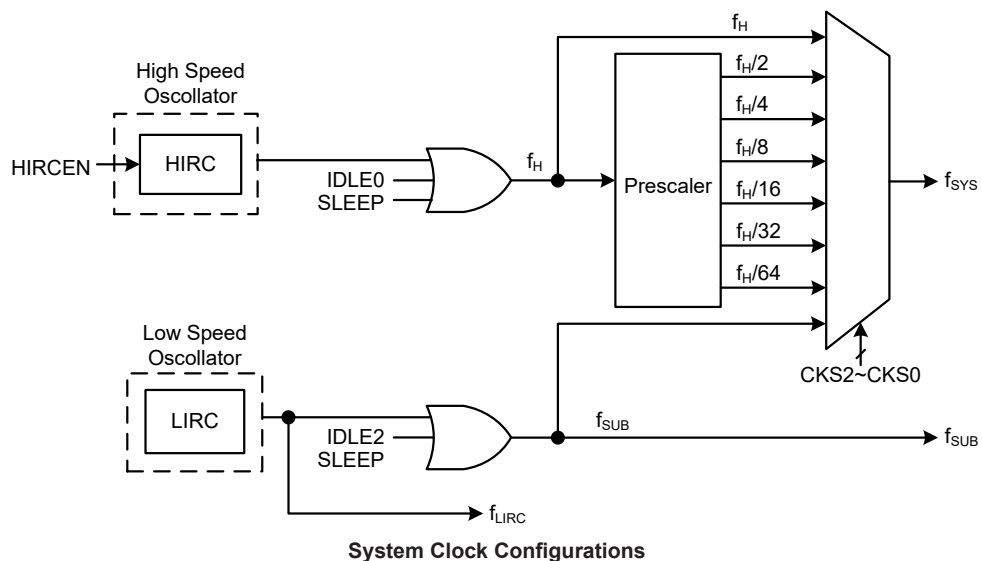 High Speed
Oscollator
HIRCEN
HIRC
IDLE0
SLEEP
fH
fH
Prescaler
fH/2
fH/4
fH/8
fH/16
fH/32
fH/64
fSYS
CKS2~CKS0
Low Speed
Oscollator
LIRC
IDLE2
SLEEP
fSUB
fSUB
fLIRC
System Clock Configurations